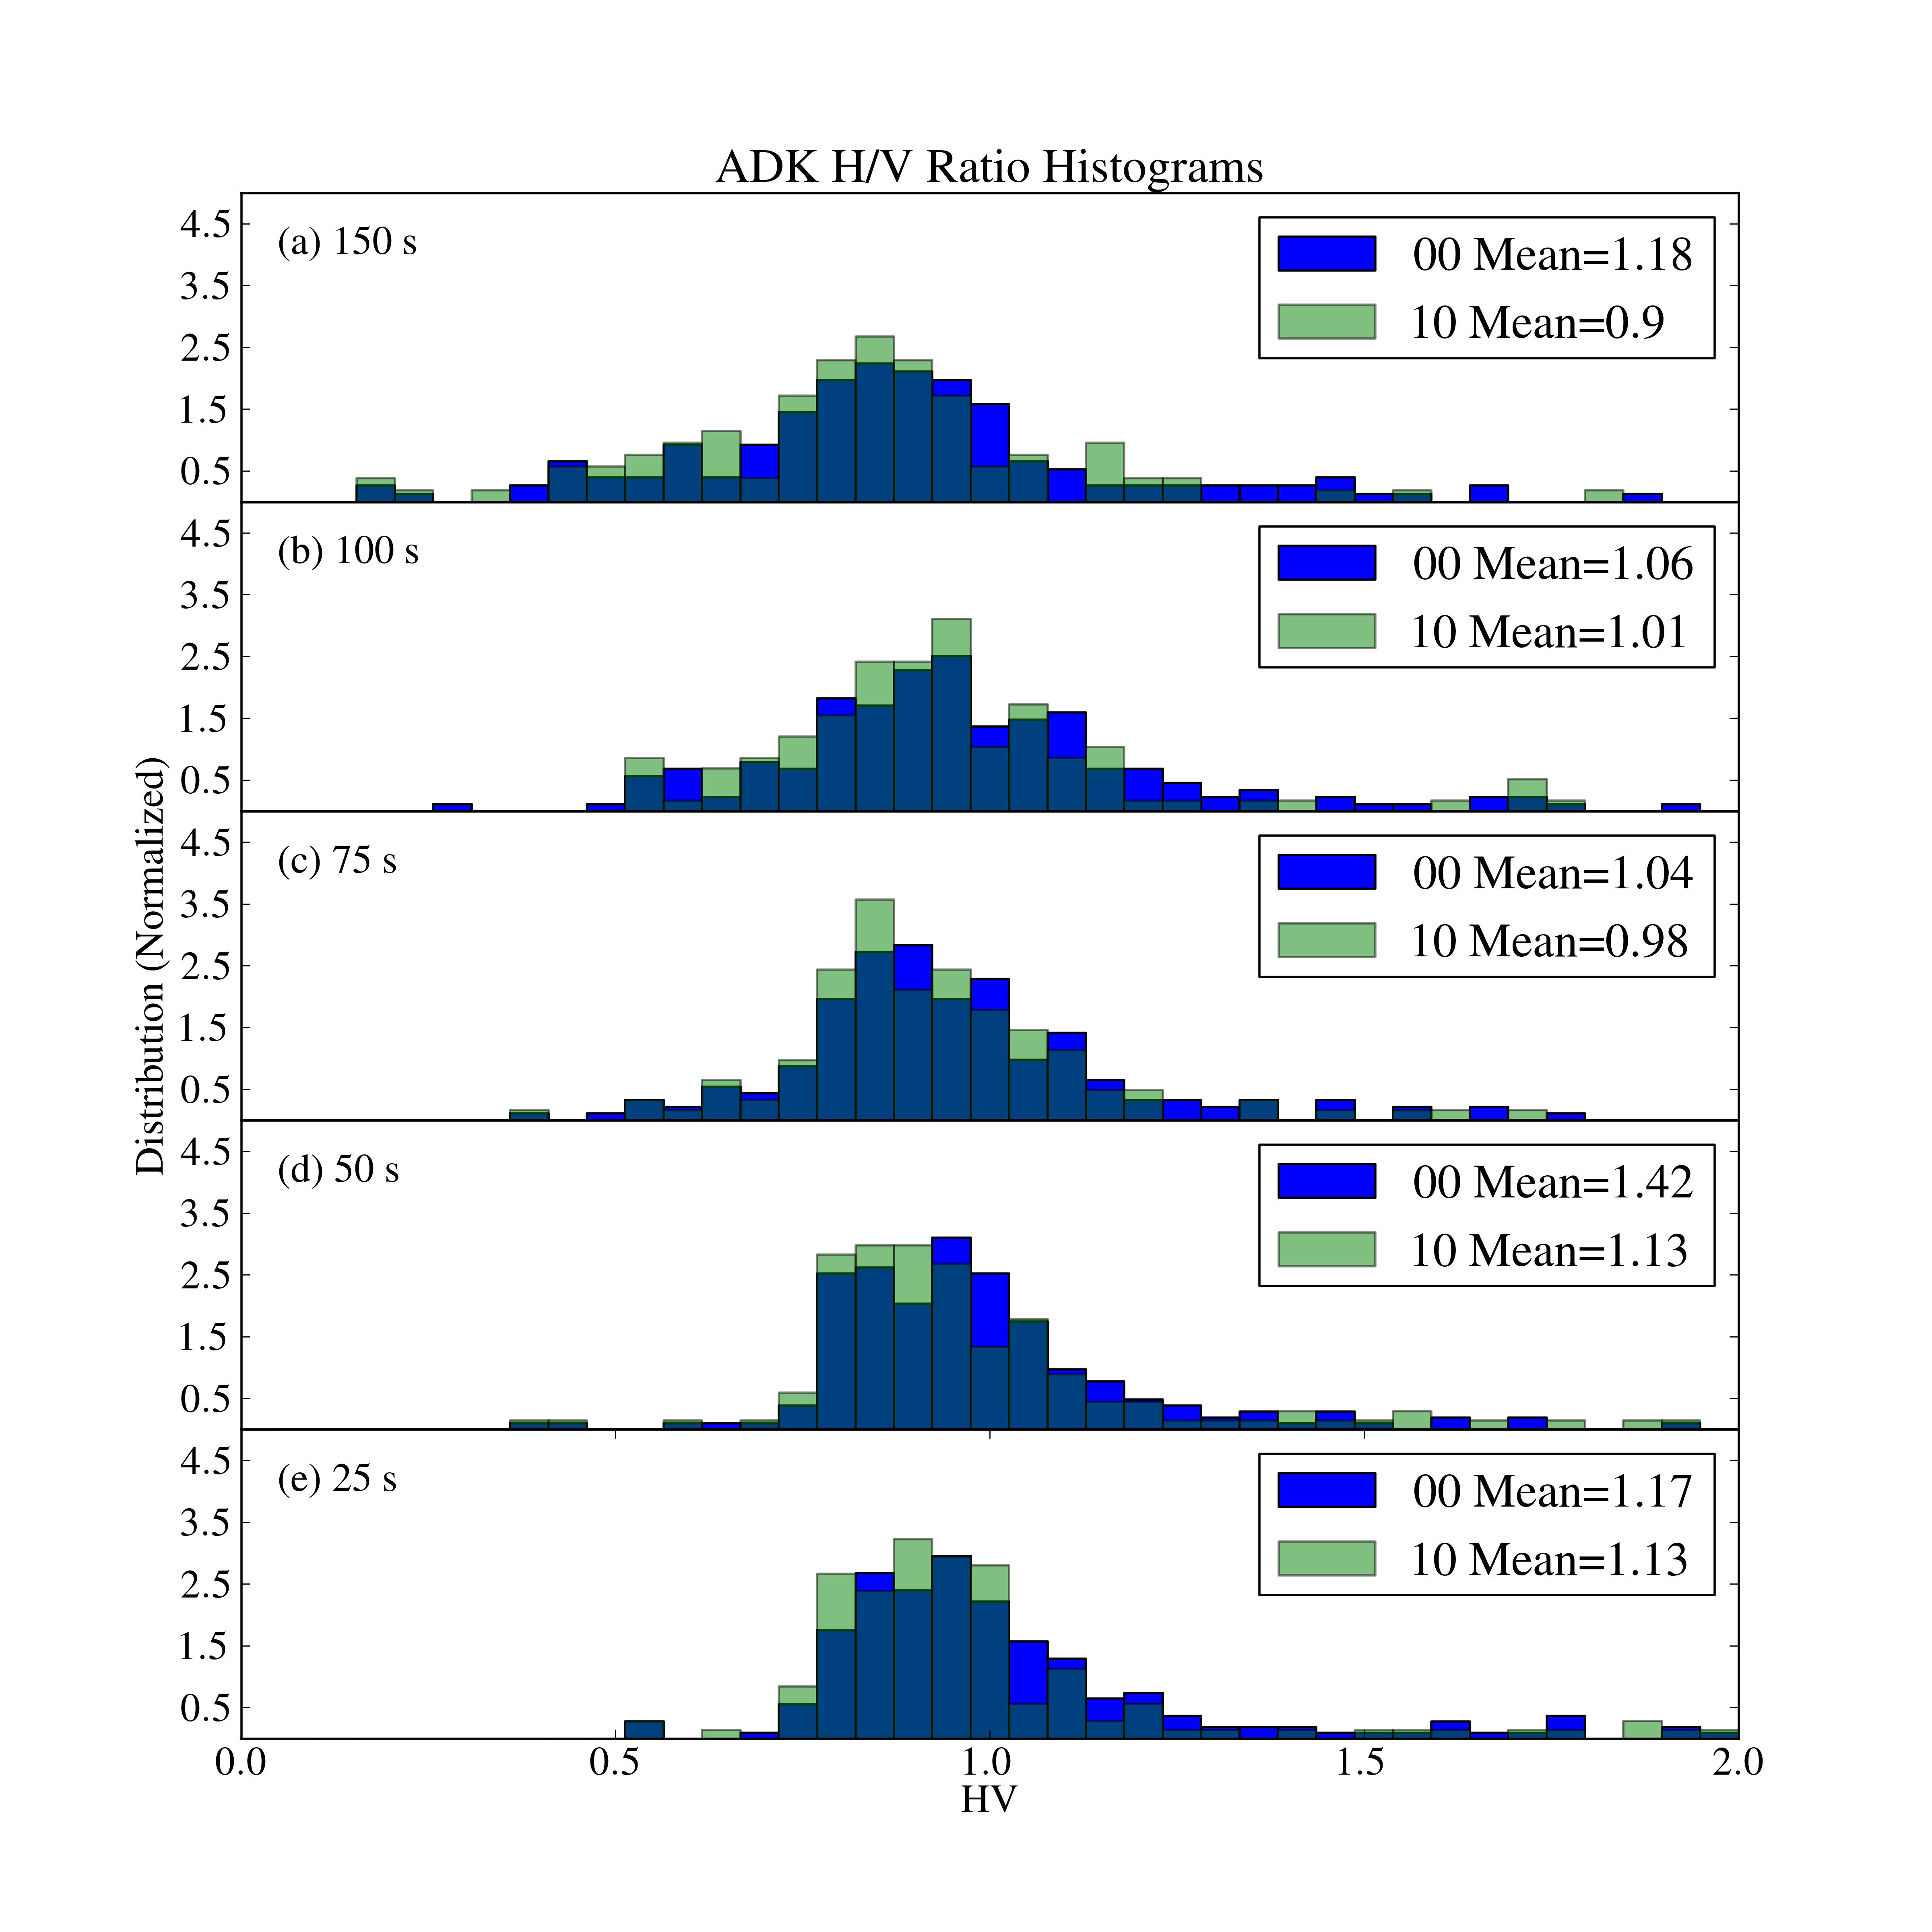 ADK H/V Ratio Histograms
Distribution (Normalized)
4.5
3.5
2.5
1.5
0.5
(a) 150 s
00 Mean=1.18
10 Mean=0.9
4.5
3.5
2.5
1.5
0.5
(b) 100 s
00 Mean=1.06
10 Mean=1.01
4.5
3.5
2.5
1.5
0.5
(c) 75 s
00 Mean=1.04
10 Mean=0.98
4.5
3.5
2.5
1.5
0.5
(d) 50 s
00 Mean=1.42
10 Mean=1.13
4.5
3.5
2.5
1.5
0.5
(e) 25 s
00 Mean=1.17
10 Mean=1.13
0.0 0.5 1.0 1.5 2.0
HV